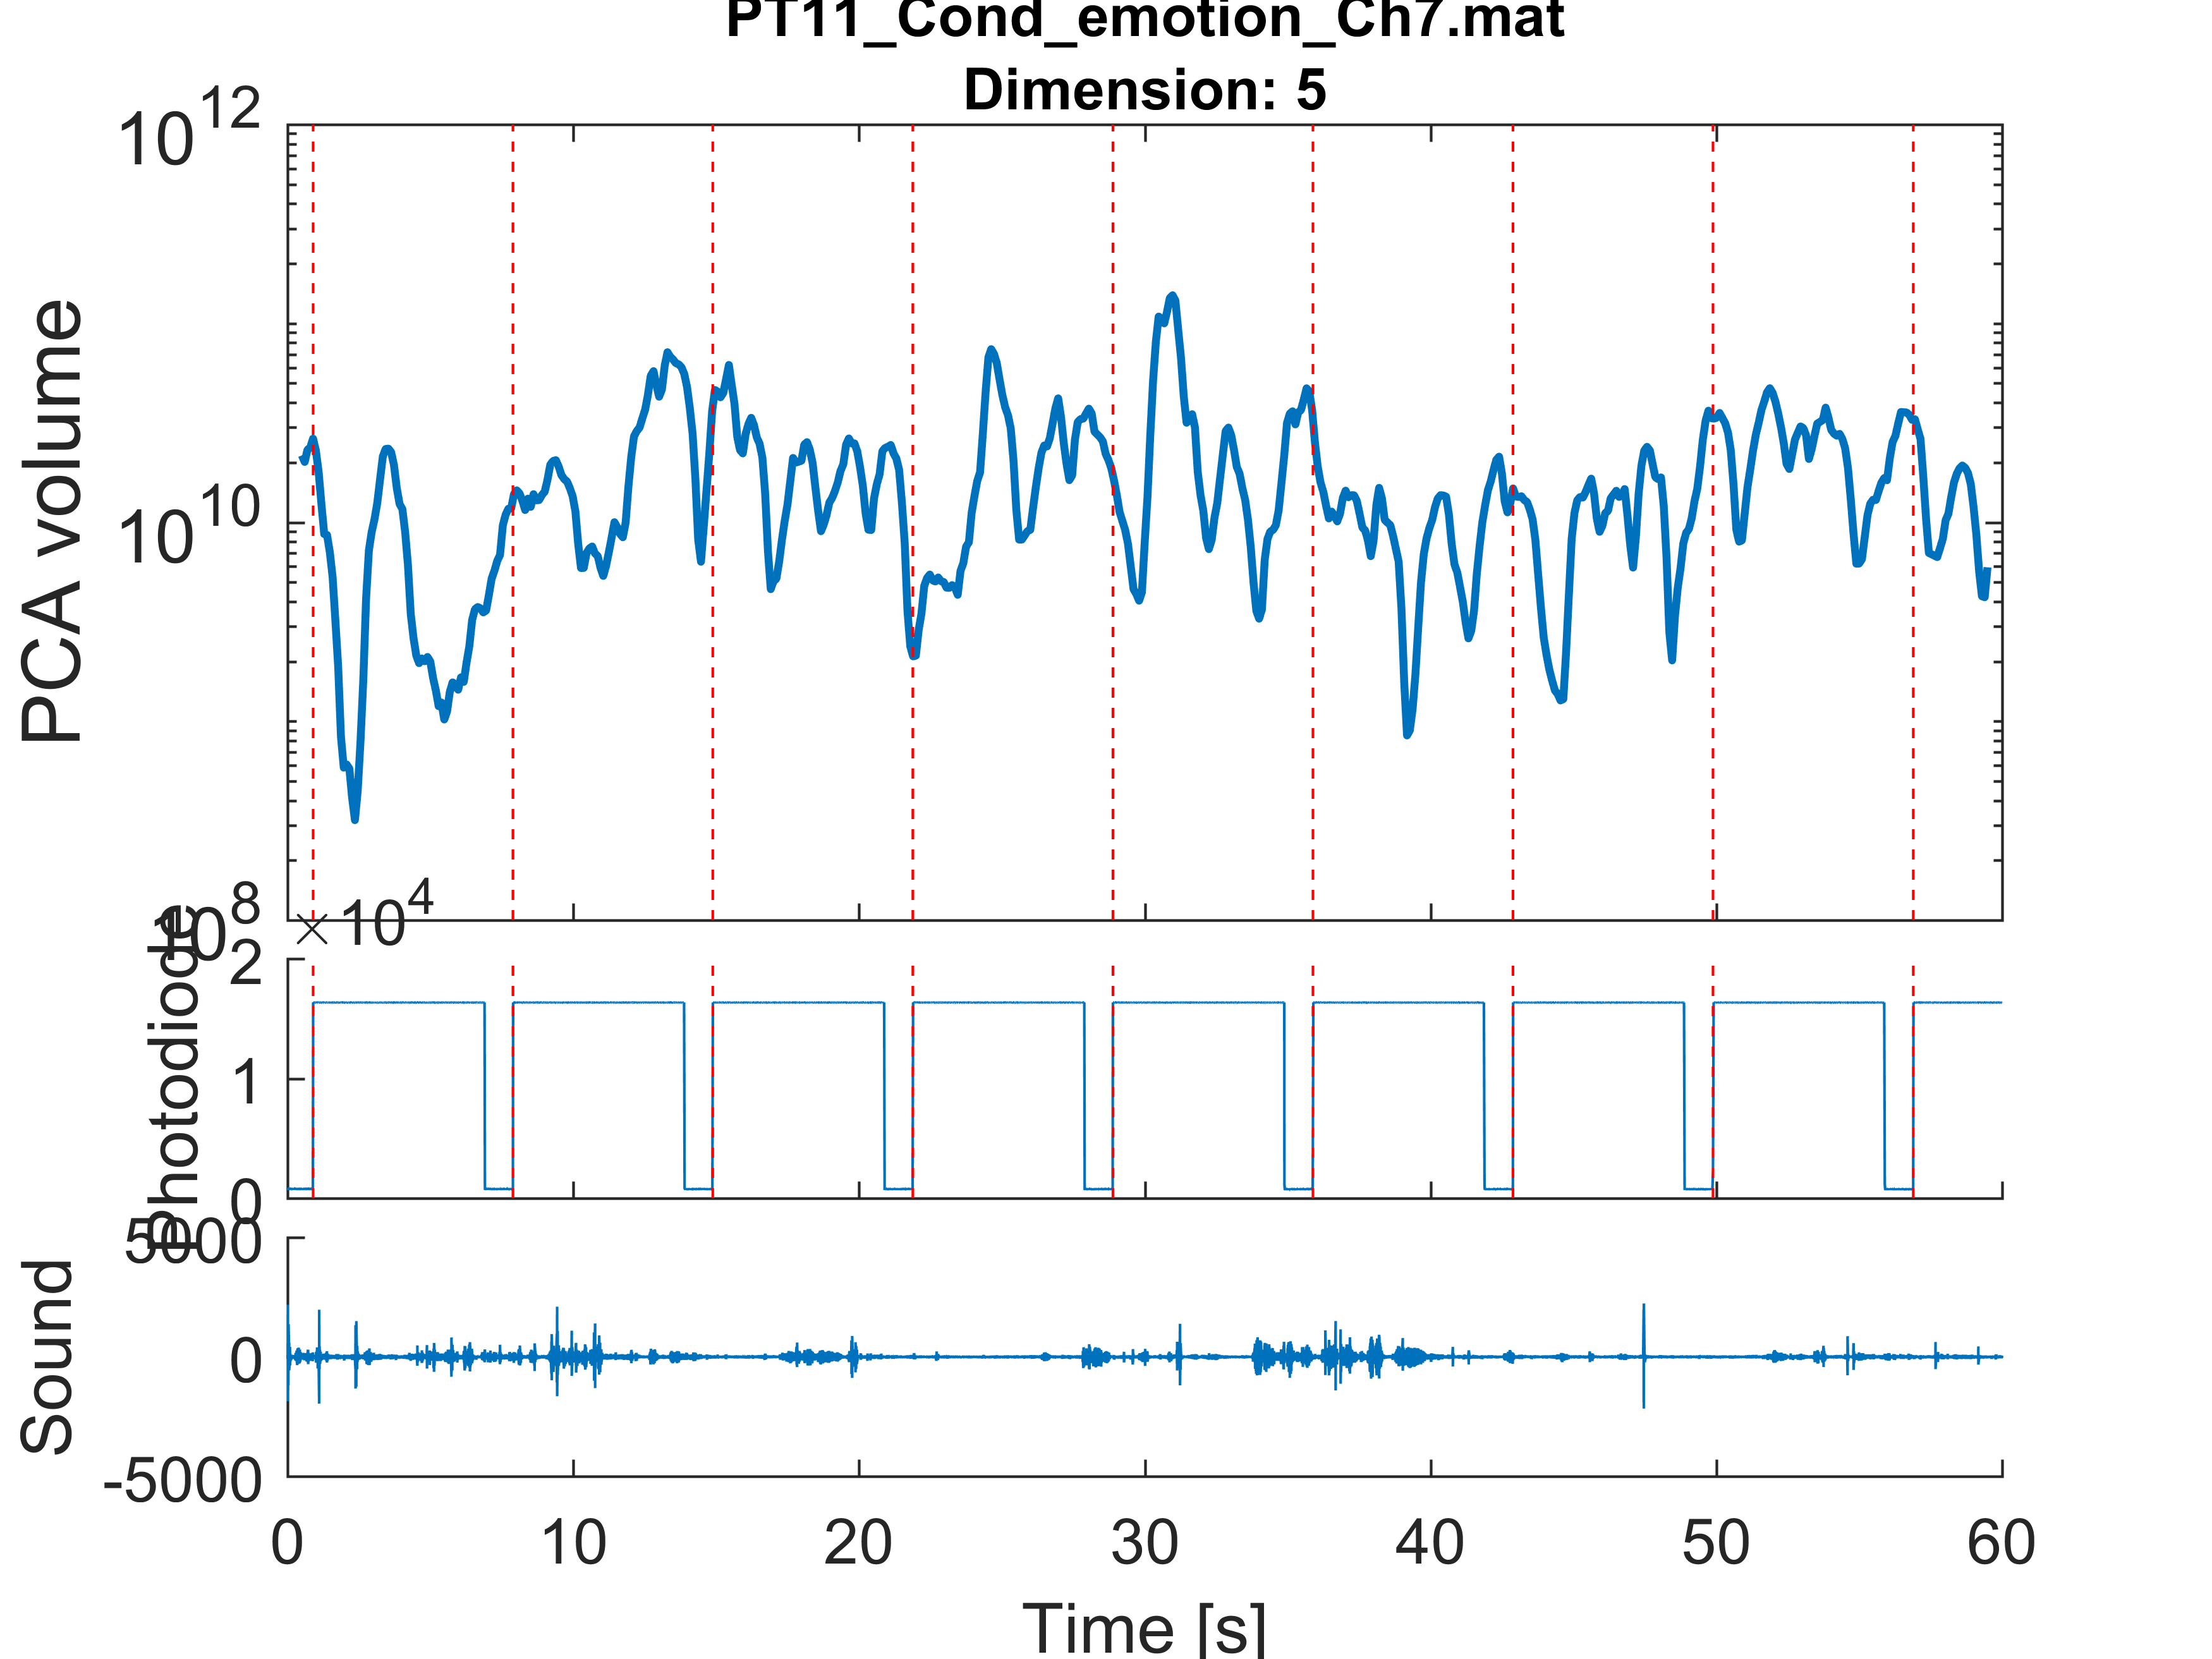 PT11_Cond_emotion_Ch7.mat
Dimension: 5
10^12
10^10
10^8
PCA volume
×10^4
2
1
0
Photodiode
5000
0
-5000
Sound
0 10 20 30 40 50 60
Time [s]